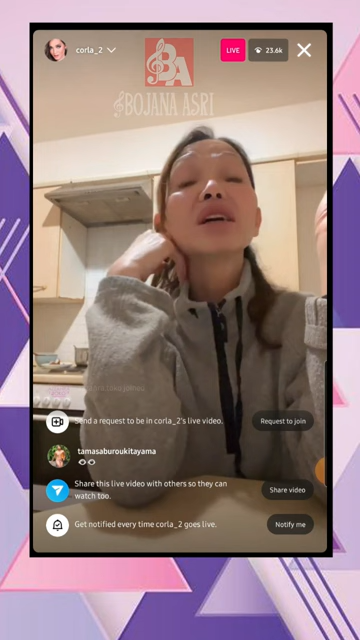 corla_2
LIVE
23.6k
BA
BOJANA ASRI
Send a request to be in corla_2's live video.
Request to join
tamasaburoukitayama
👀
Share this live video with others so they can
watch too.
Share video
Get notified every time corla_2 goes live.
Notify me